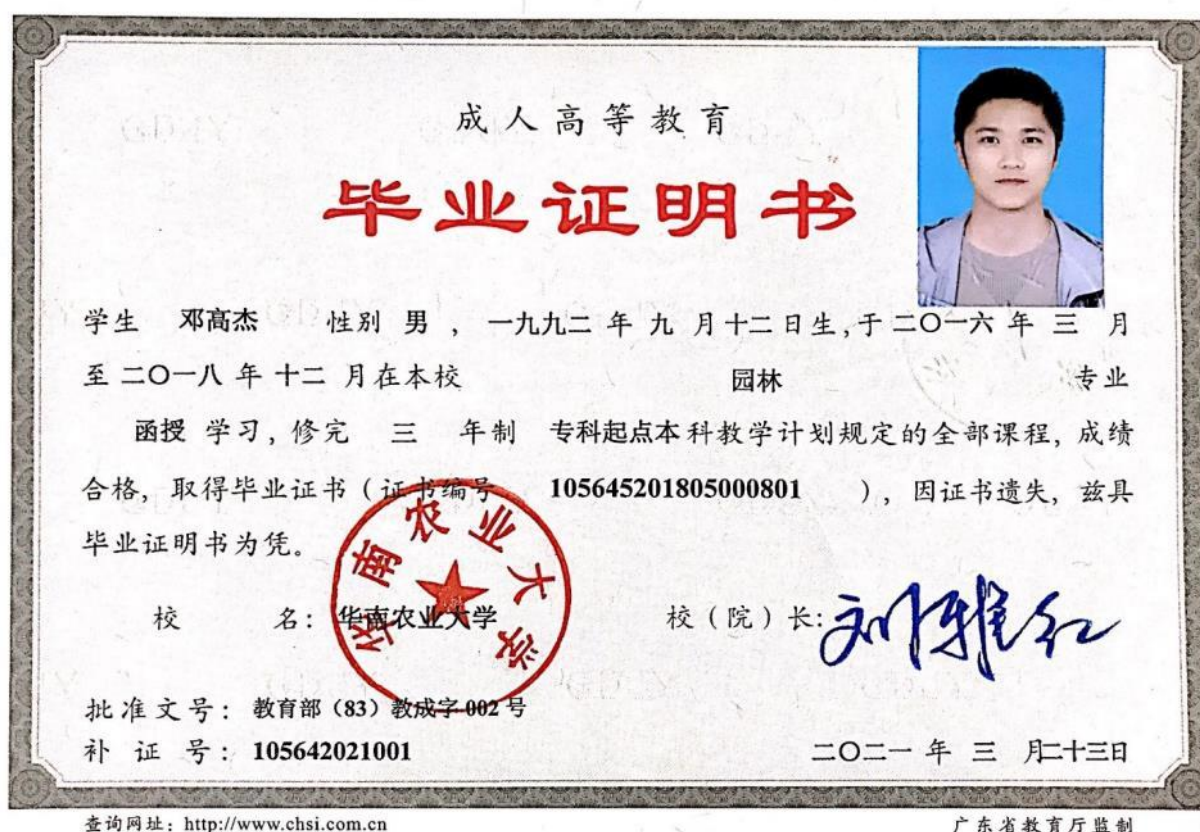 成人高等教育
毕业证明书
学生 邓高杰 性别 男 ，一九九二 年 九 月十二日生,于 二〇一六 年 三 月
至 二〇一八 年 十二 月在本校 园林 专业
函授 学习，修完 三 年制 专科起点本科教学计划规定的全部课程，成绩
合格，取得毕业证书（证书编号 105645201805000801 ），因证书遗失，兹具
毕业证明书为凭。
华南农业大学
校 名：华南农业大学 校（院）长:刘雅红
批准文号：教育部（83）教成字 002 号
补 证 号：105642021001 二〇二一 年 三 月二十三日
查询网址：http://www.chsi.com.cn 广东省教育厅监制